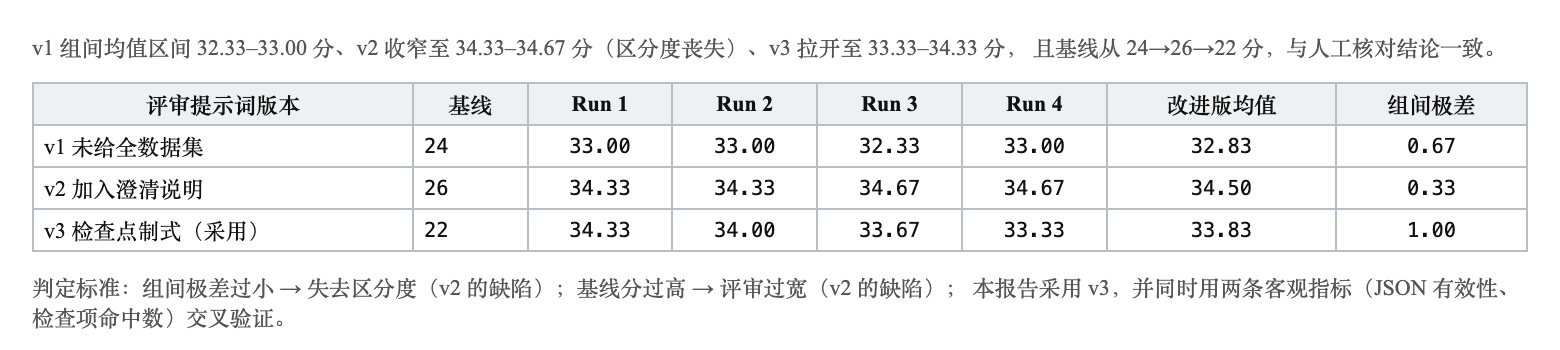 v1 组间均值区间 32.33–33.00 分、v2 收窄至 34.33–34.67 分（区分度丧失）、v3 拉开至 33.33–34.33 分， 且基线从 24→26→22 分，与人工核对结论一致。
评审提示词版本 基线 Run 1 Run 2 Run 3 Run 4 改进版均值 组间极差
v1 未给全数据集 24 33.00 33.00 32.33 33.00 32.83 0.67
v2 加入澄清说明 26 34.33 34.33 34.67 34.67 34.50 0.33
v3 检查点制式（采用） 22 34.33 34.00 33.67 33.33 33.83 1.00
判定标准：组间极差过小 → 失去区分度（v2 的缺陷）；基线分过高 → 评审过宽（v2 的缺陷）； 本报告采用 v3，并同时用两条客观指标（JSON 有效性、
检查项命中数）交叉验证。